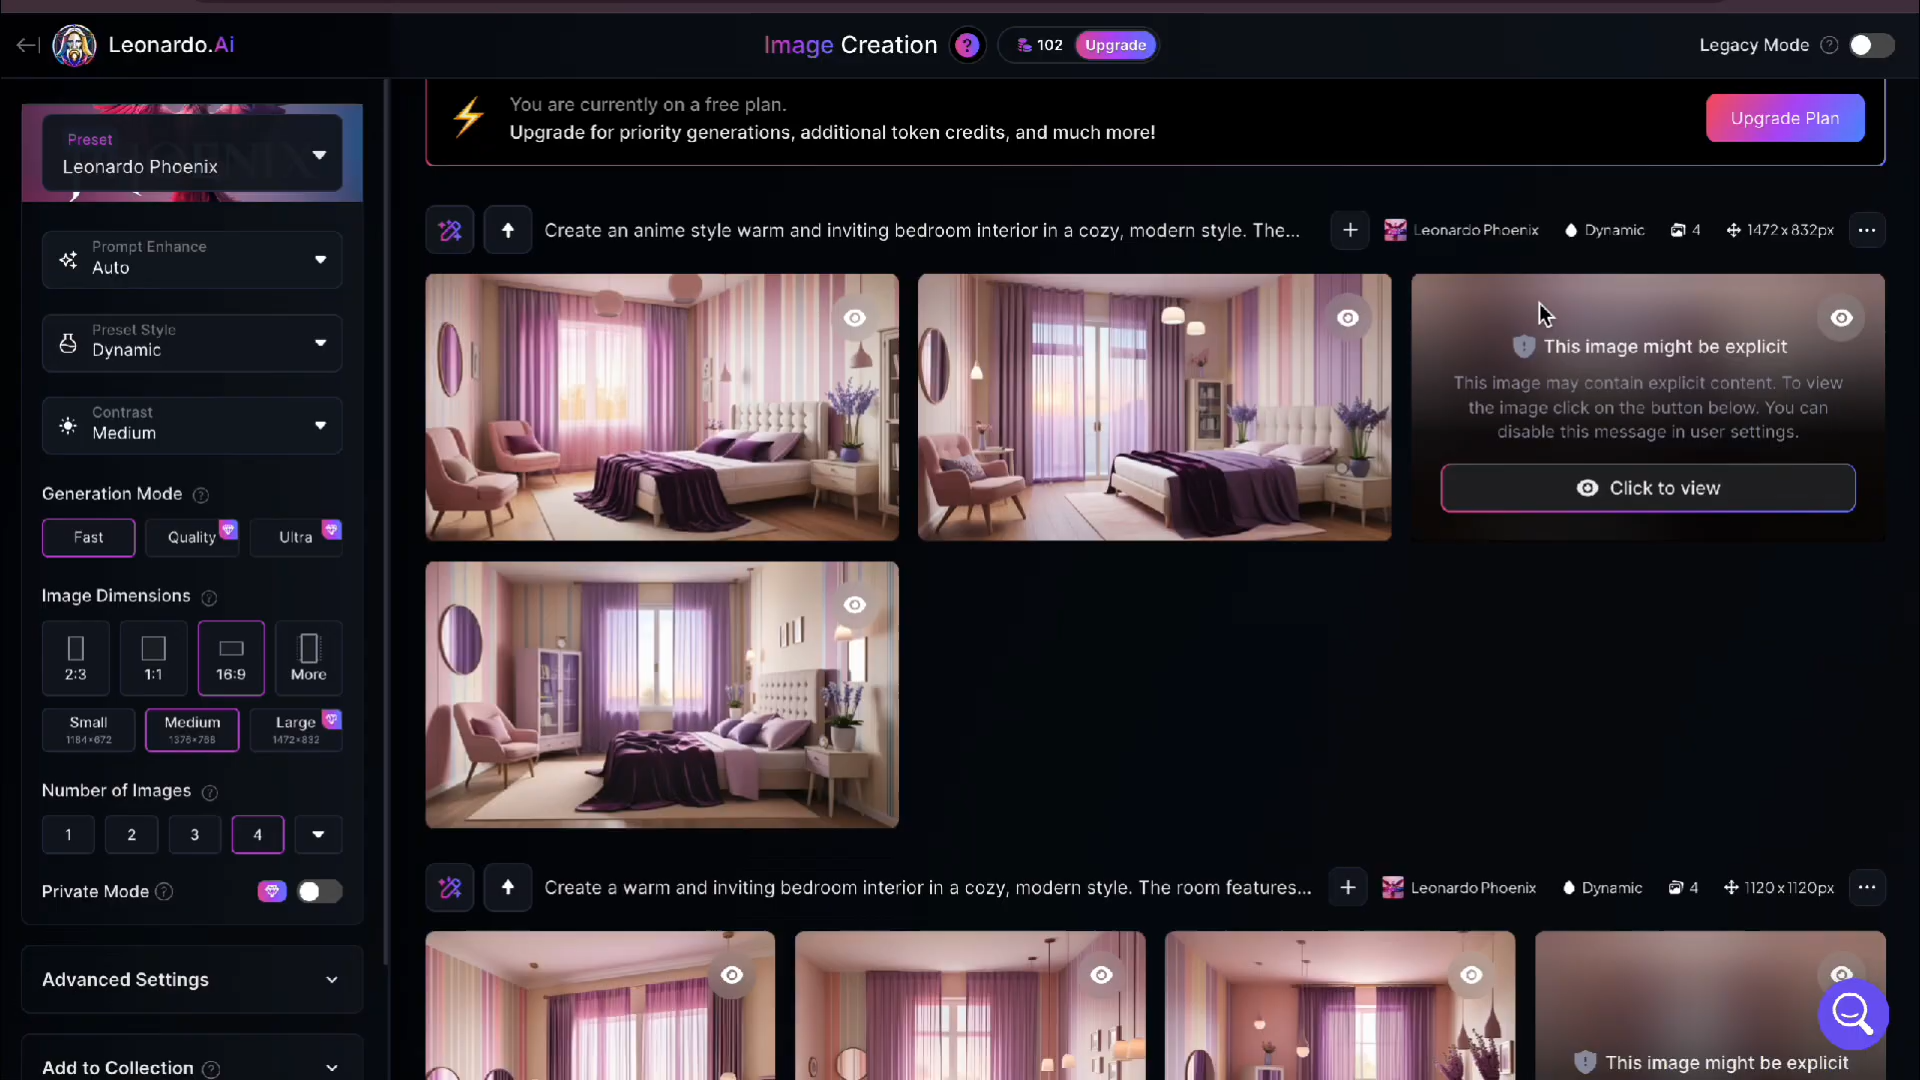 Leonardo.Ai
Image Creation
?
102
Upgrade
Legacy Mode
?
Preset
Leonardo Phoenix
Prompt Enhance
Auto
Preset Style
Dynamic
Contrast
Medium
Generation Mode
?
Fast
Quality
Ultra
Image Dimensions
?
2:3
1:1
16:9
More
Small
1184×672
Medium
1376×768
Large
1472×832
Number of Images
?
1
2
3
4
Private Mode
?
Advanced Settings
Add to Collection
?
You are currently on a free plan.
Upgrade for priority generations, additional token credits, and much more!
Upgrade Plan
Create an anime style warm and inviting bedroom interior in a cozy, modern style. The...
Leonardo Phoenix
Dynamic
4
1472 x 832px
This image might be explicit
This image may contain explicit content. To view
the image click on the button below. You can
disable this message in user settings.
Click to view
Create a warm and inviting bedroom interior in a cozy, modern style. The room features...
Leonardo Phoenix
Dynamic
4
1120 x 1120px
This image might be explicit